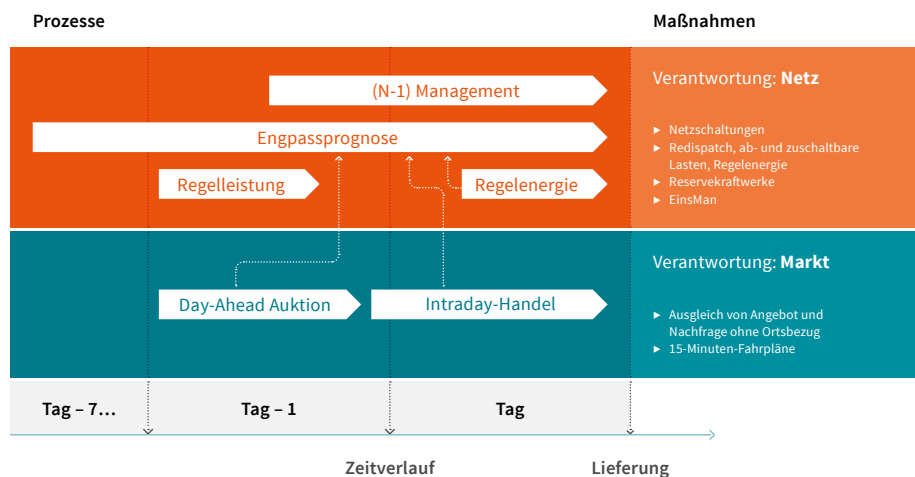 Prozesse
Maßnahmen
(N-1) Management
Engpassprognose
Regelleistung
Regelenergie
Verantwortung: Netz
► Netzschaltungen
► Redispatch, ab- und zuschaltbare
Lasten, Regelenergie
► Reservekraftwerke
► EinsMan
Day-Ahead Auktion
Intraday-Handel
Verantwortung: Markt
► Ausgleich von Angebot und
Nachfrage ohne Ortsbezug
► 15-Minuten-Fahrpläne
Tag – 7…
Tag – 1
Tag
Zeitverlauf
Lieferung